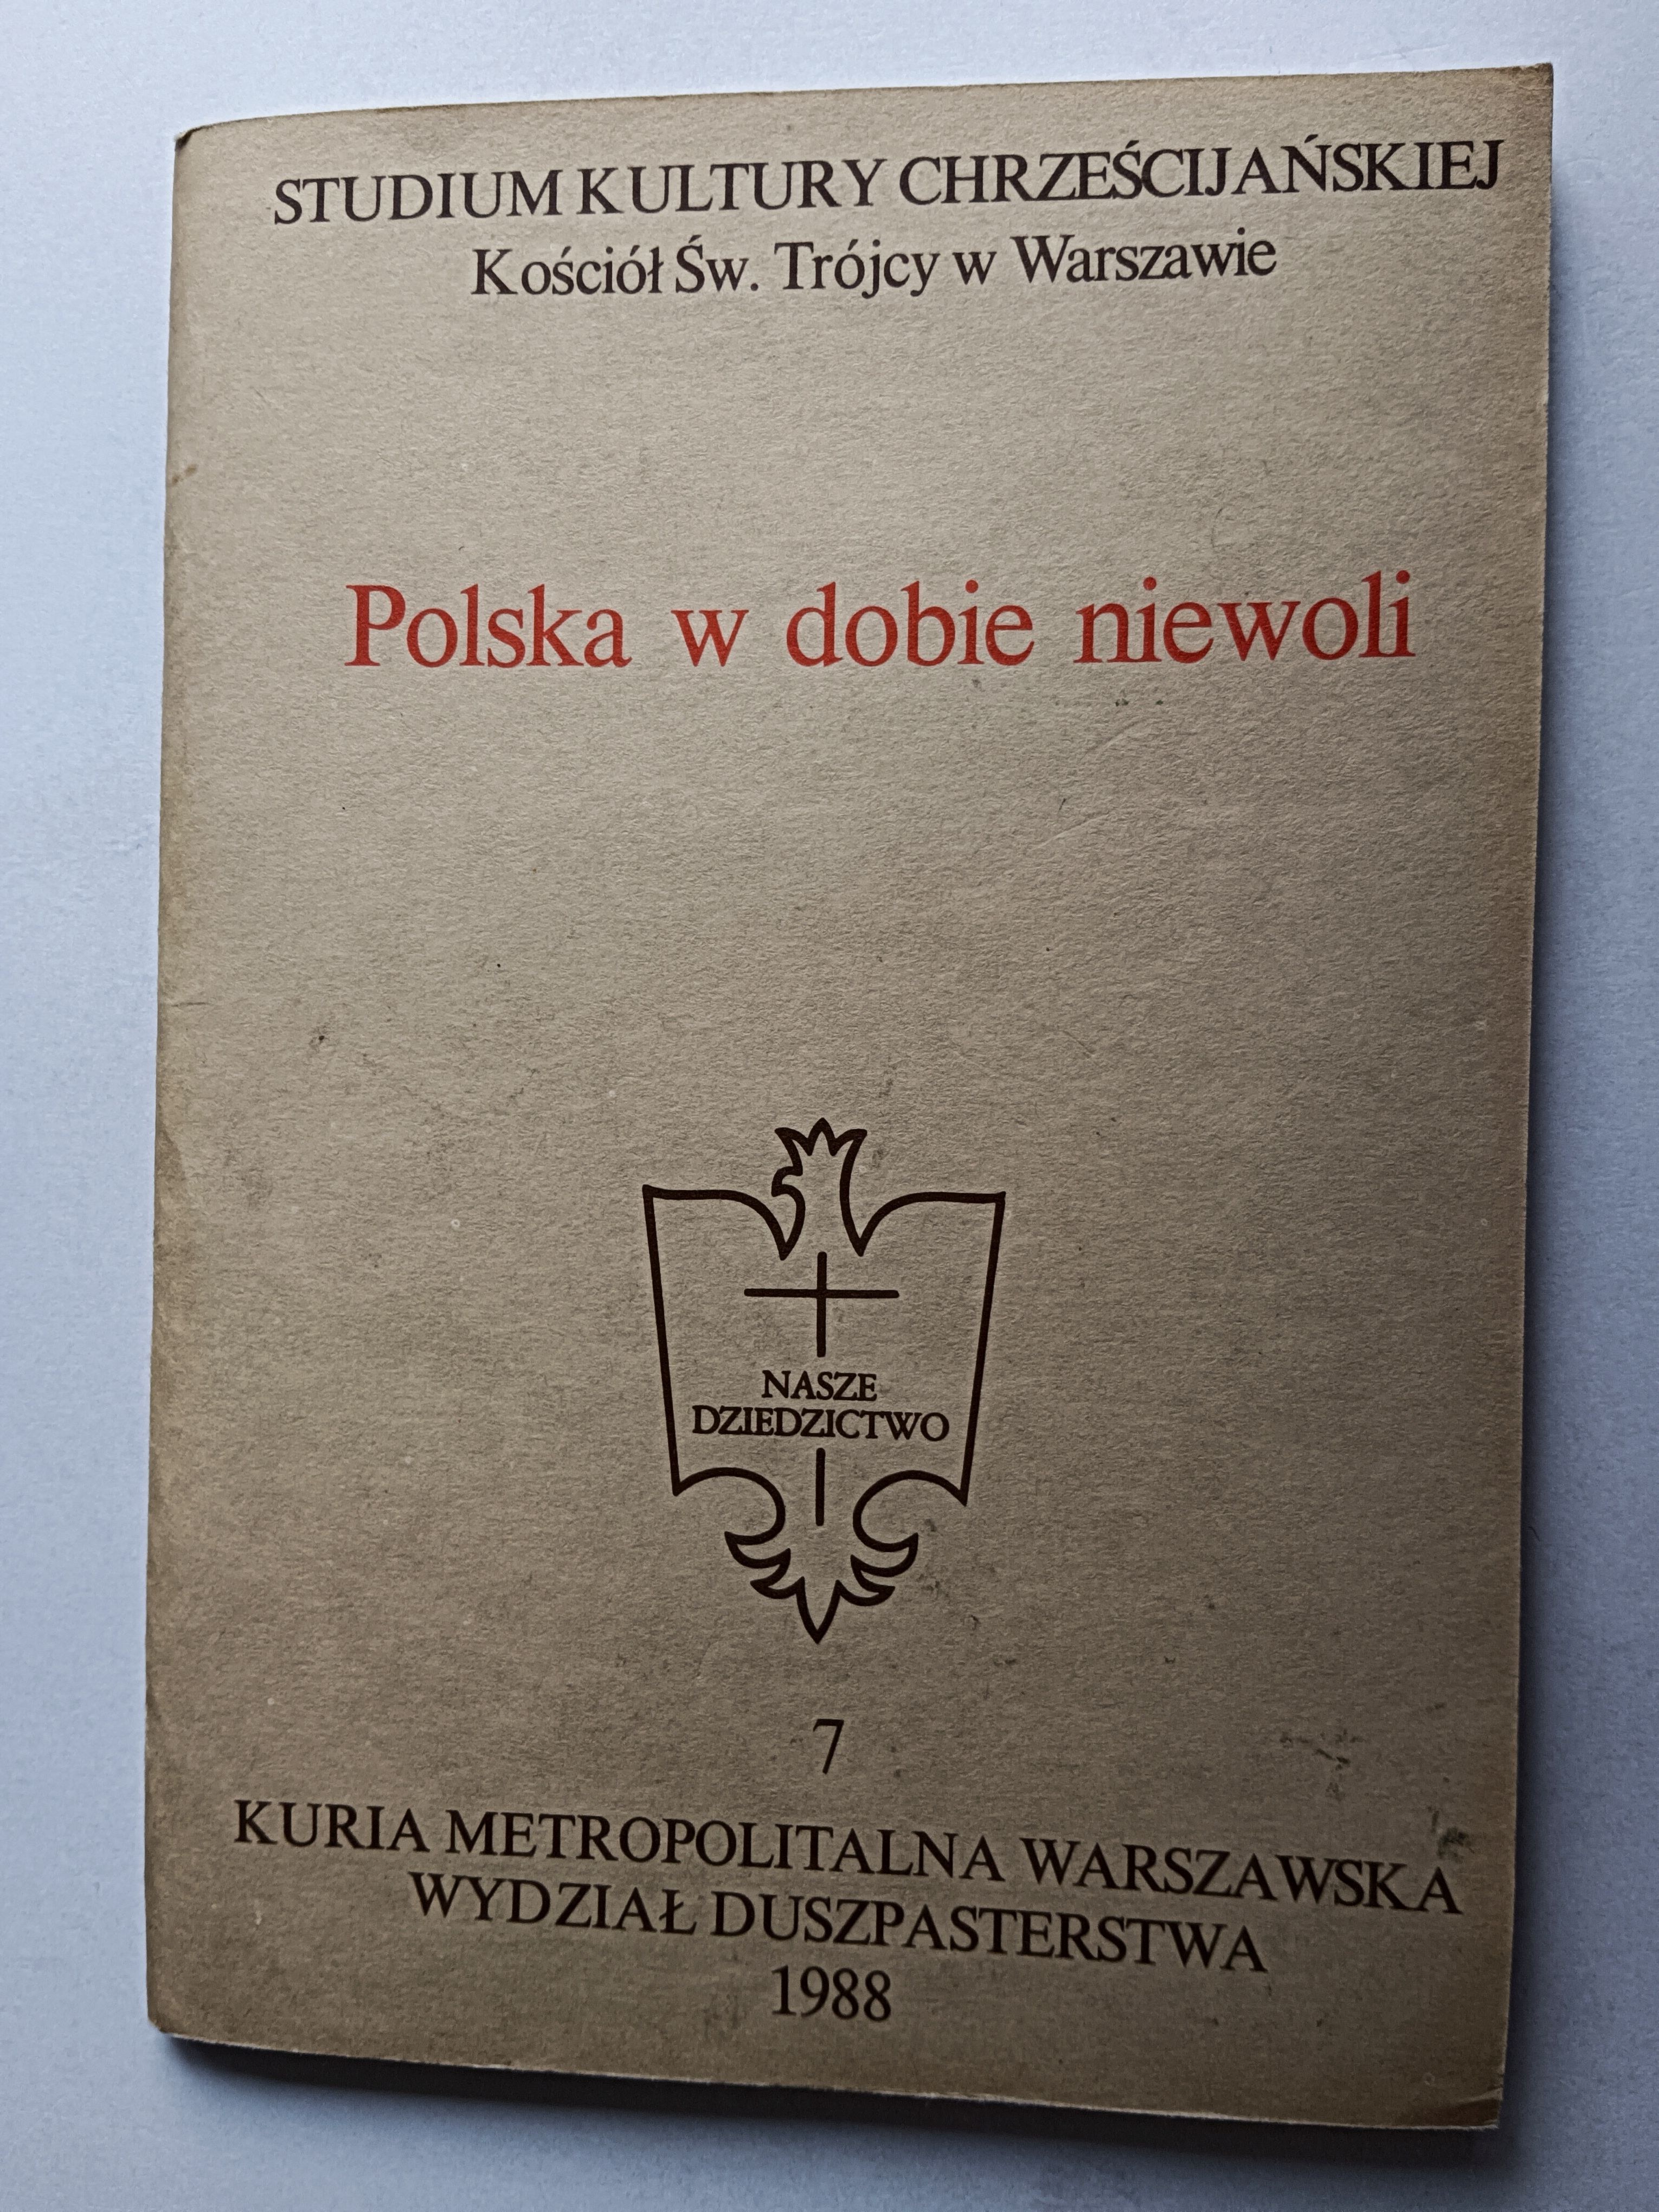 STUDIUM KULTURY CHRZEŚCIJAŃSKIEJ
Kościół Św. Trójcy w Warszawie
Polska w dobie niewoli
NASZE
DZIEDZICTWO
7
KURIA METROPOLITALNA WARSZAWSKA
WYDZIAŁ DUSZPASTERSTWA
1988